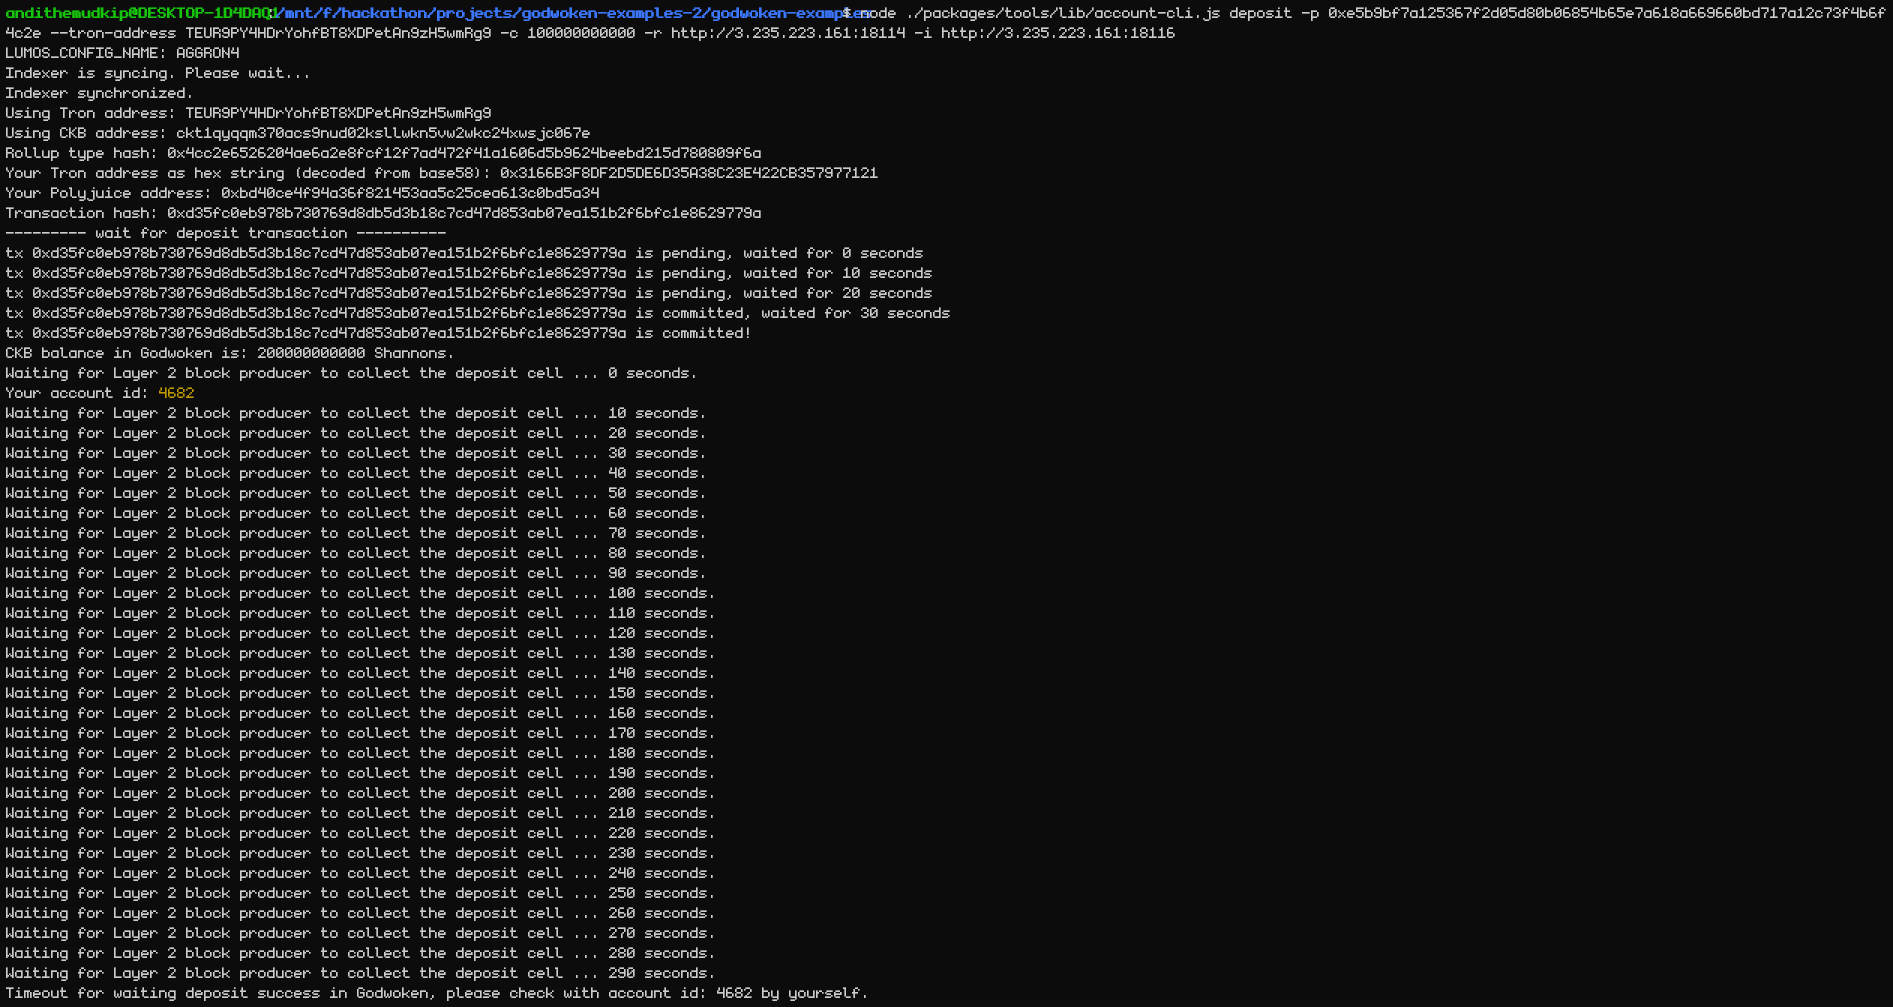 andithemudkip@DESKTOP-1D4DAQ1:/mnt/f/hackathon/projects/godwoken-examples-2/godwoken-examples$ node ./packages/tools/lib/account-cli.js deposit -p 0xe5b9bf7a125367f2d05d80b06854b65e7a618a669660bd717a12c73f4b6f
4c2e --tron-address TEUR9PY4HDrYohfBT8XDPetAn9zH5wmRg9 -c 100000000000 -r http://3.235.223.161:18114 -i http://3.235.223.161:18116
LUMOS_CONFIG_NAME: AGGRON4
Indexer is syncing. Please wait...
Indexer synchronized.
Using Tron address: TEUR9PY4HDrYohfBT8XDPetAn9zH5wmRg9
Using CKB address: ckt1qyqqm370acs9nud02ksllwkn5vw2wkc24xwsjc067e
Rollup type hash: 0x4cc2e6526204ae6a2e8fcf12f7ad472f41a1606d5b9624beebd215d780809f6a
Your Tron address as hex string (decoded from base58): 0x3166B3F8DF2D5DE6D35A38C23E422CB357977121
Your Polyjuice address: 0xbd40ce4f94a36f821453aa5c25cea613c0bd5a34
Transaction hash: 0xd35fc0eb978b730769d8db5d3b18c7cd47d853ab07ea151b2f6bfc1e8629779a
--------- wait for deposit transaction ----------
tx 0xd35fc0eb978b730769d8db5d3b18c7cd47d853ab07ea151b2f6bfc1e8629779a is pending, waited for 0 seconds
tx 0xd35fc0eb978b730769d8db5d3b18c7cd47d853ab07ea151b2f6bfc1e8629779a is pending, waited for 10 seconds
tx 0xd35fc0eb978b730769d8db5d3b18c7cd47d853ab07ea151b2f6bfc1e8629779a is pending, waited for 20 seconds
tx 0xd35fc0eb978b730769d8db5d3b18c7cd47d853ab07ea151b2f6bfc1e8629779a is committed, waited for 30 seconds
tx 0xd35fc0eb978b730769d8db5d3b18c7cd47d853ab07ea151b2f6bfc1e8629779a is committed!
CKB balance in Godwoken is: 200000000000 Shannons.
Waiting for Layer 2 block producer to collect the deposit cell ... 0 seconds.
Your account id: 4682
Waiting for Layer 2 block producer to collect the deposit cell ... 10 seconds.
Waiting for Layer 2 block producer to collect the deposit cell ... 20 seconds.
Waiting for Layer 2 block producer to collect the deposit cell ... 30 seconds.
Waiting for Layer 2 block producer to collect the deposit cell ... 40 seconds.
Waiting for Layer 2 block producer to collect the deposit cell ... 50 seconds.
Waiting for Layer 2 block producer to collect the deposit cell ... 60 seconds.
Waiting for Layer 2 block producer to collect the deposit cell ... 70 seconds.
Waiting for Layer 2 block producer to collect the deposit cell ... 80 seconds.
Waiting for Layer 2 block producer to collect the deposit cell ... 90 seconds.
Waiting for Layer 2 block producer to collect the deposit cell ... 100 seconds.
Waiting for Layer 2 block producer to collect the deposit cell ... 110 seconds.
Waiting for Layer 2 block producer to collect the deposit cell ... 120 seconds.
Waiting for Layer 2 block producer to collect the deposit cell ... 130 seconds.
Waiting for Layer 2 block producer to collect the deposit cell ... 140 seconds.
Waiting for Layer 2 block producer to collect the deposit cell ... 150 seconds.
Waiting for Layer 2 block producer to collect the deposit cell ... 160 seconds.
Waiting for Layer 2 block producer to collect the deposit cell ... 170 seconds.
Waiting for Layer 2 block producer to collect the deposit cell ... 180 seconds.
Waiting for Layer 2 block producer to collect the deposit cell ... 190 seconds.
Waiting for Layer 2 block producer to collect the deposit cell ... 200 seconds.
Waiting for Layer 2 block producer to collect the deposit cell ... 210 seconds.
Waiting for Layer 2 block producer to collect the deposit cell ... 220 seconds.
Waiting for Layer 2 block producer to collect the deposit cell ... 230 seconds.
Waiting for Layer 2 block producer to collect the deposit cell ... 240 seconds.
Waiting for Layer 2 block producer to collect the deposit cell ... 250 seconds.
Waiting for Layer 2 block producer to collect the deposit cell ... 260 seconds.
Waiting for Layer 2 block producer to collect the deposit cell ... 270 seconds.
Waiting for Layer 2 block producer to collect the deposit cell ... 280 seconds.
Waiting for Layer 2 block producer to collect the deposit cell ... 290 seconds.
Timeout for waiting deposit success in Godwoken, please check with account id: 4682 by yourself.